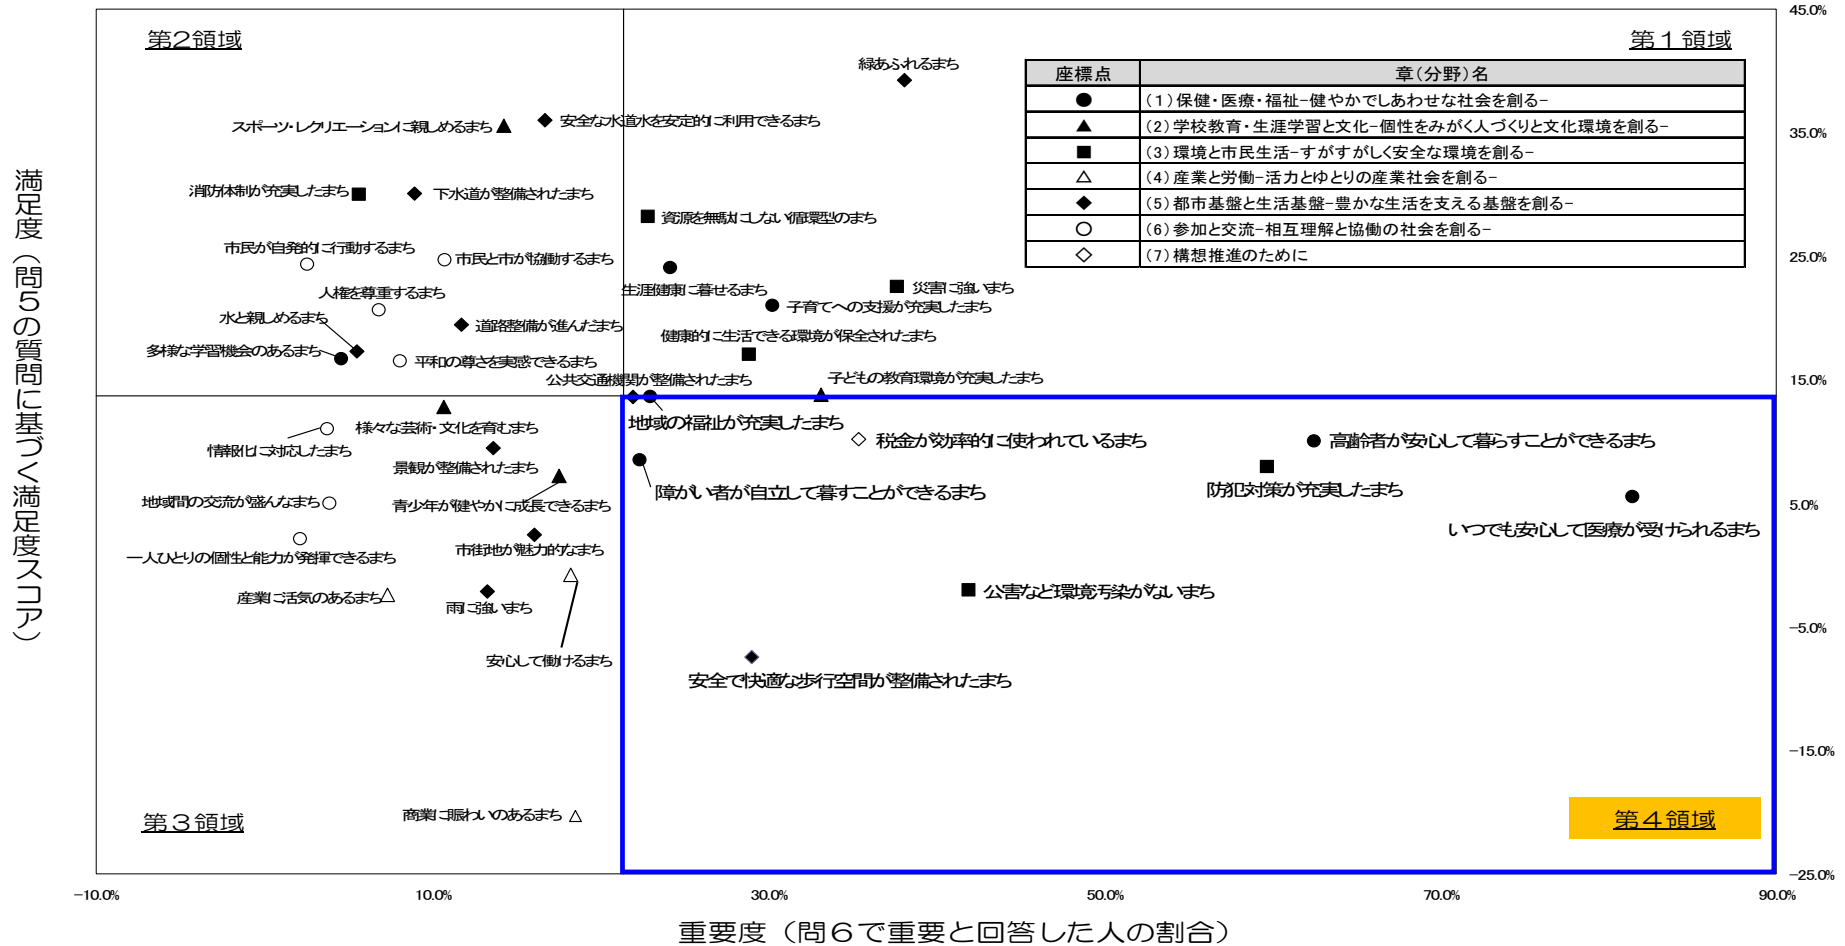 第2領域
第１領域
緑あふれるまち
スポーツ・レクリエーションに親しめるまち
安全な水道水を安定的に利用できるまち
消防体制が充実したまち
下水道が整備されたまち
資源を無駄にしない循環型のまち
市民が自発的に行動するまち
市民と市が協働するまち
生涯健康に暮せるまち
災害に強いまち
人権を尊重するまち
子育てへの支援が充実したまち
水と親しめるまち
道路整備が進んだまち
健康的に生活できる環境が保全されたまち
多様な学習機会のあるまち
平和の尊さを実感できるまち
公共交通機関が整備されたまち
子どもの教育環境が充実したまち
座標点 章（分野）名
● （１）保健・医療・福祉−健やかでしあわせな社会を創る−
▲ （２）学校教育・生涯学習と文化−個性をみがく人づくりと文化環境を創る−
■ （３）環境と市民生活−すがすがしく安全な環境を創る−
△ （４）産業と労働−活力とゆとりの産業社会を創る−
◆ （５）都市基盤と生活基盤−豊かな生活を支える基盤を創る−
○ （６）参加と交流−相互理解と協働の社会を創る−
◇ （７）構想推進のために
様々な芸術・文化を育むまち
地域の福祉が充実したまち
税金が効率的に使われているまち
高齢者が安心して暮らすことができるまち
情報化に対応したまち
景観が整備されたまち
障がい者が自立して暮すことができるまち
防犯対策が充実したまち
地域間の交流が盛んなまち
青少年が健やかに成長できるまち
いつでも安心して医療が受けられるまち
一人ひとりの個性と能力が発揮できるまち
市街地が魅力的なまち
産業に活気のあるまち
雨に強いまち
公害など環境汚染がないまち
安心して働けるまち
安全で快適な歩行空間が整備されたまち
商業に賑わいのあるまち
第３領域
第４領域
45.0%
35.0%
25.0%
15.0%
5.0%
−5.0%
−15.0%
−25.0%
−10.0% 10.0% 30.0% 50.0% 70.0% 90.0%
満足度（問５の質問に基づく満足度スコア）
重要度（問６で重要と回答した人の割合）